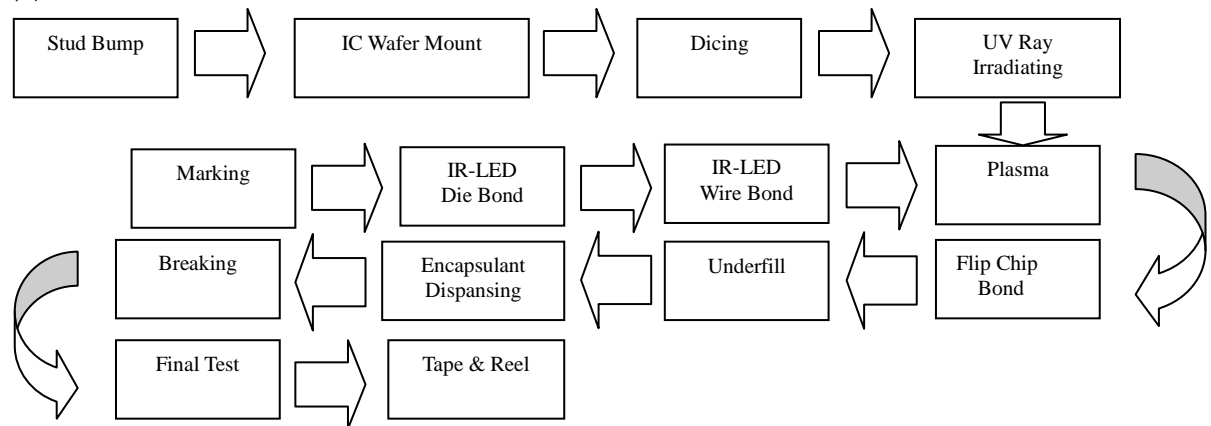 Stud Bump
IC Wafer Mount
Dicing
UV Ray
Irradiating
Marking
IR-LED
Die Bond
IR-LED
Wire Bond
Plasma
Breaking
Encapsulant
Dispansing
Underfill
Flip Chip
Bond
Final Test
Tape & Reel